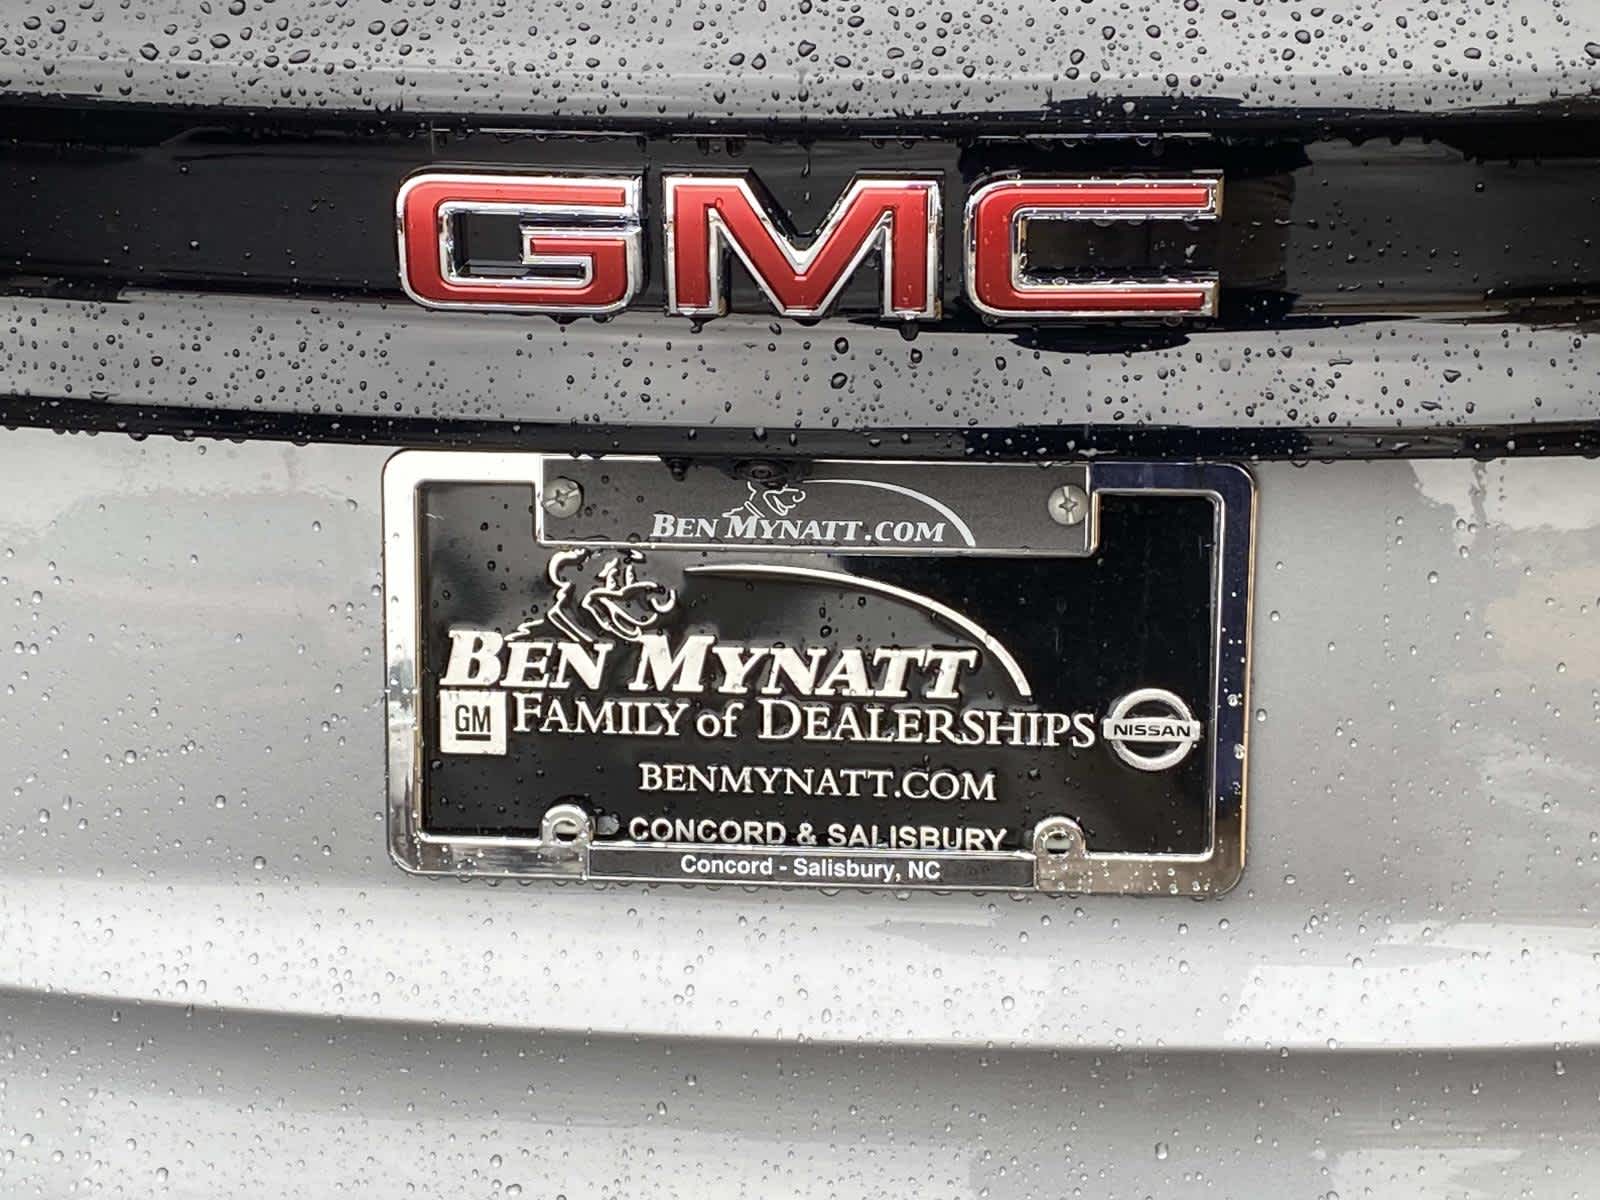 GMC
BEN MYNATT.COM
BEN MYNATT
GM FAMILY of DEALERSHIPS NISSAN
BENMYNATT.COM
CONCORD & SALISBURY
Concord - Salisbury, NC